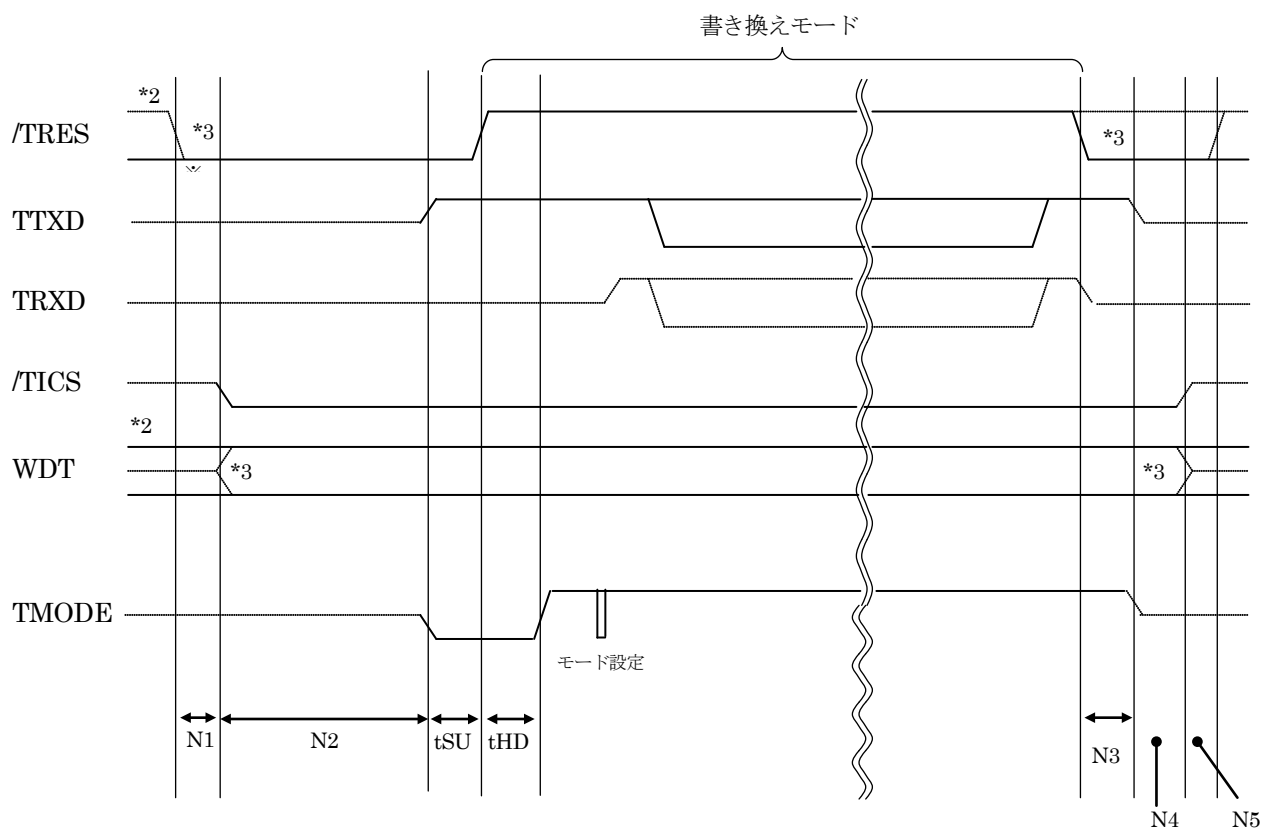 書き換えモード
*2
/TRES
*3
※
*3
TTXD
TRXD
/TICS
*2
WDT
*3
*3
TMODE
モード設定
N1
N2
tSU
tHD
N3
N4
N5